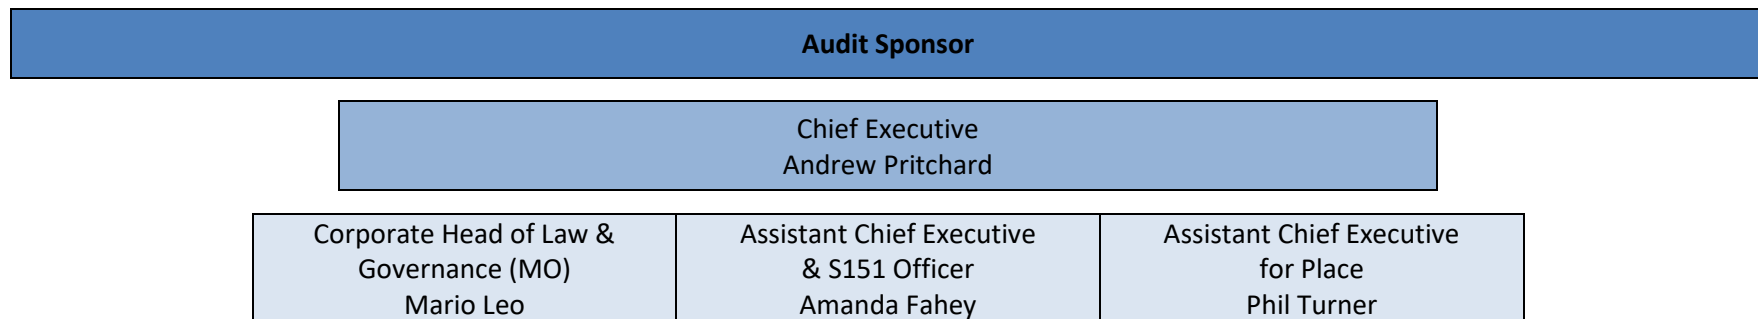 Audit Sponsor
Chief Executive
Andrew Pritchard
Corporate Head of Law &
Governance (MO)
Mario Leo
Assistant Chief Executive
& S151 Officer
Amanda Fahey
Assistant Chief Executive
for Place
Phil Turner